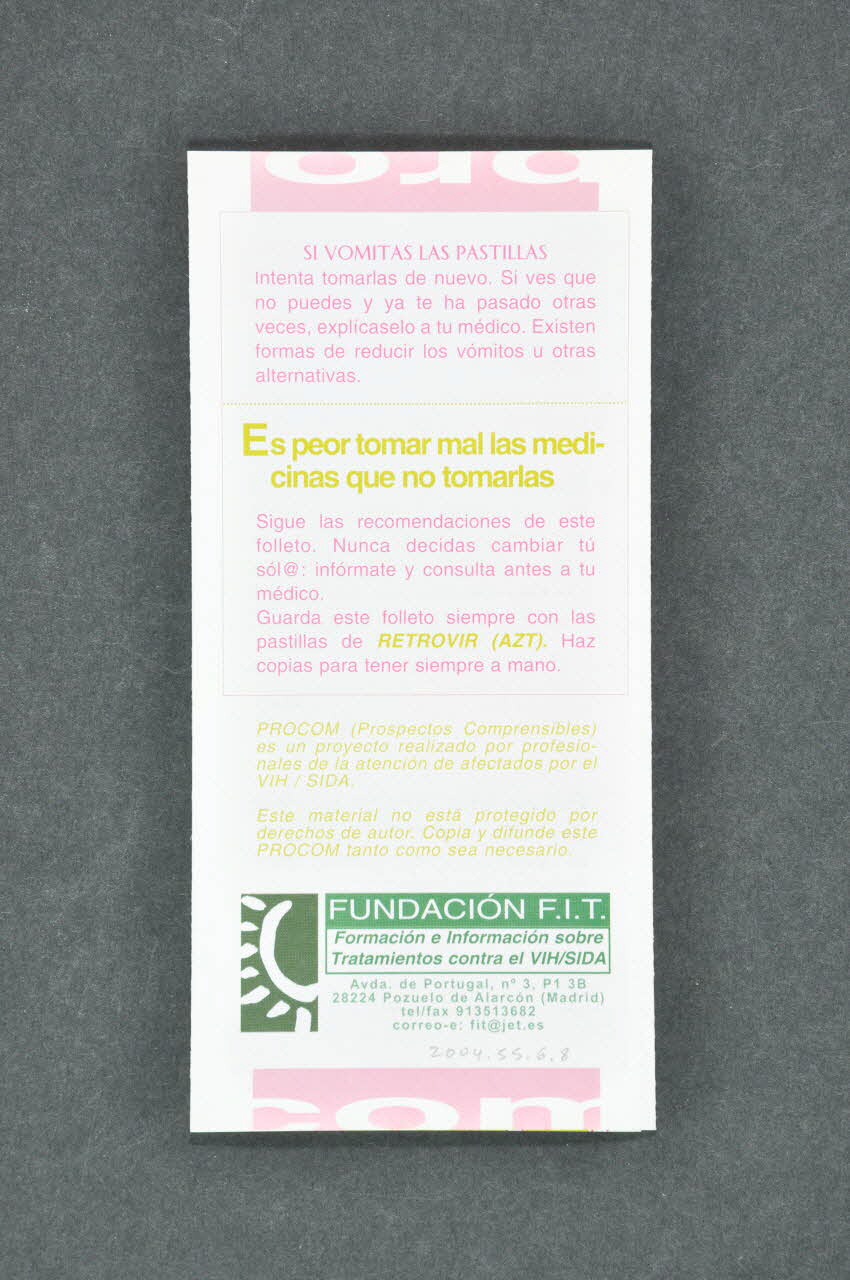 pro
SI VOMITAS LAS PASTILLAS
Intenta tomarlas de nuevo. Si ves que
no puedes y ya te ha pasado otras
veces, explícaselo a tu médico. Existen
formas de reducir los vómitos u otras
alternativas.
Es peor tomar mal las medi-
cinas que no tomarlas
Sigue las recomendaciones de este
folleto. Nunca decidas cambiar tú
sól@: infórmate y consulta antes a tu
médico.
Guarda este folleto siempre con las
pastillas de RETROVIR (AZT). Haz
copias para tener siempre a mano.
PROCOM (Prospectos Comprensibles)
es un proyecto realizado por profesio-
nales de la atención de afectados por el
VIH / SIDA.
Este material no está protegido por
derechos de autor. Copia y difunde este
PROCOM tanto como sea necesario.
FUNDACIÓN F.I.T.
Formación e Información sobre
Tratamientos contra el VIH/SIDA
Avda. de Portugal, nº 3, P1 3B
28224 Pozuelo de Alarcón (Madrid)
tel/fax 913513682
correo-e: fit@jet.es
2004.55.6.8
com